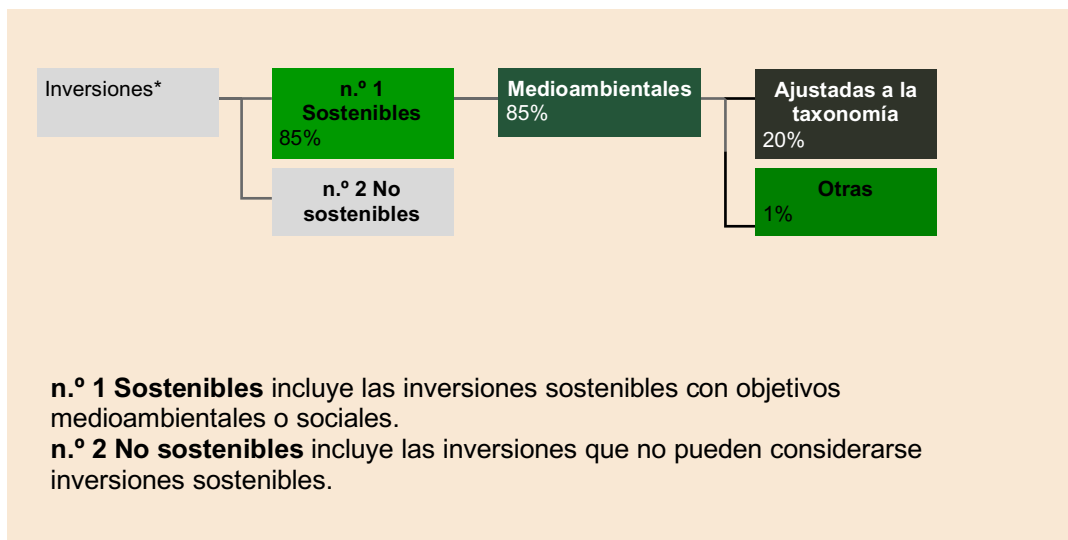 Inversiones*
n.º 1
Sostenibles
85%
Medioambientales
85%
Ajustadas a la
taxonomía
20%
n.º 2 No
sostenibles
Otras
1%
n.º 1 Sostenibles incluye las inversiones sostenibles con objetivos
medioambientales o sociales.
n.º 2 No sostenibles incluye las inversiones que no pueden considerarse
inversiones sostenibles.